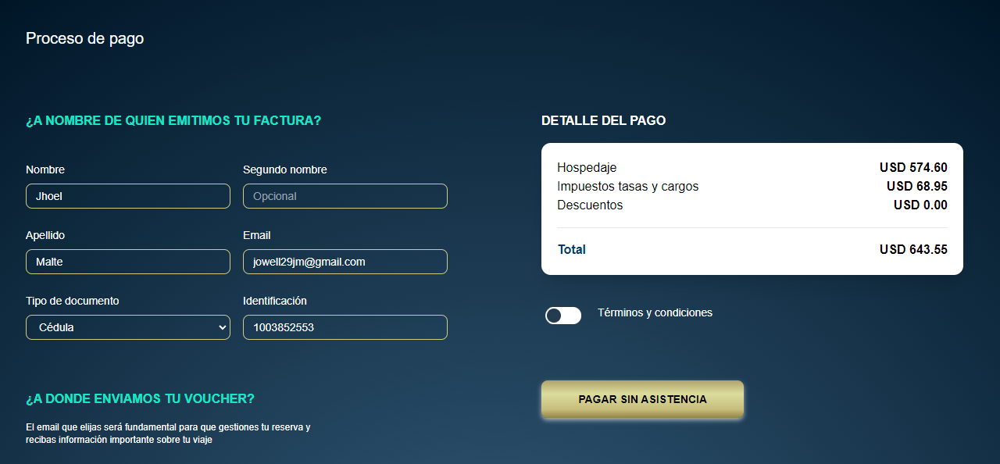 Proceso de pago
¿A NOMBRE DE QUIEN EMITIMOS TU FACTURA?
Nombre Segundo nombre
Jhoel Opcional
Apellido Email
Malte jowell29jm@gmail.com
Tipo de documento Identificación
Cédula 1003852553
¿A DONDE ENVIAMOS TU VOUCHER?
El email que elijas será fundamental para que gestiones tu reserva y
recibas información importante sobre tu viaje
DETALLE DEL PAGO
Hospedaje USD 574.60
Impuestos tasas y cargos USD 68.95
Descuentos USD 0.00
Total USD 643.55
Términos y condiciones
PAGAR SIN ASISTENCIA